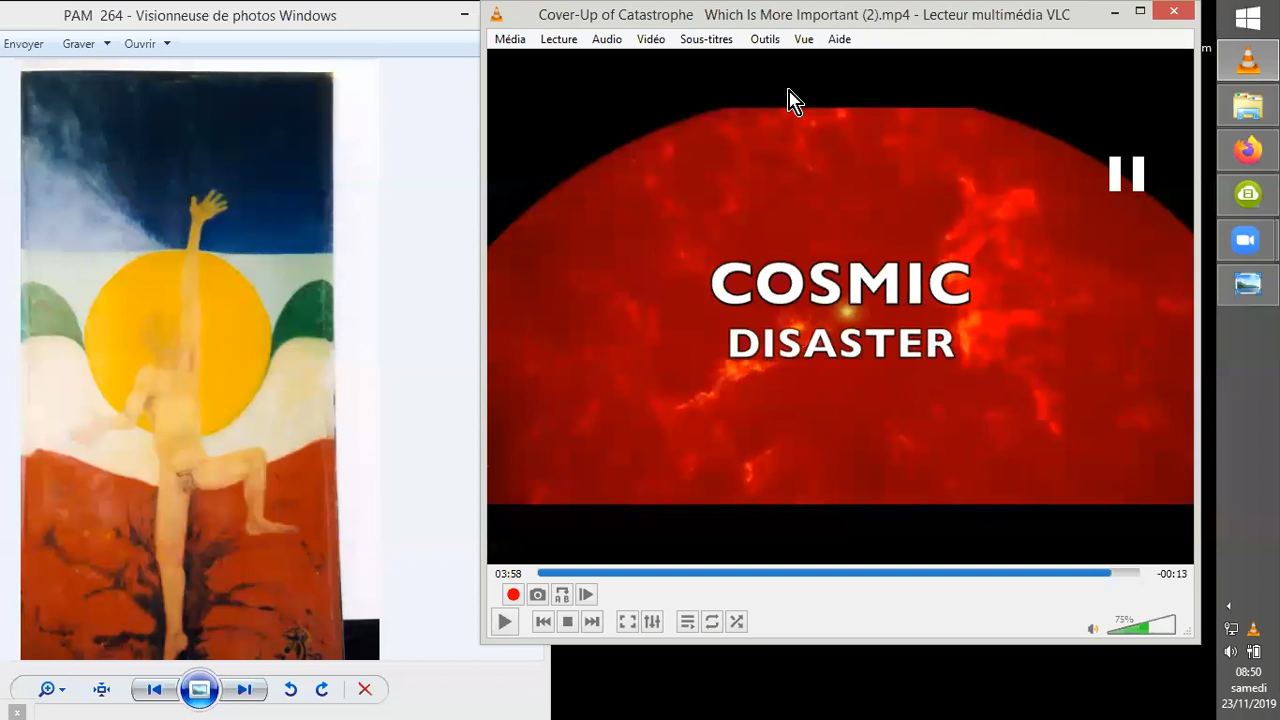 PAM 264 - Visionneuse de photos Windows
Envoyer Graver Ouvrir
Cover-Up of Catastrophe Which Is More Important (2).mp4 - Lecteur multimédia VLC
Média Lecture Audio Vidéo Sous-titres Outils Vue Aide
m
COSMIC
DISASTER
03:58
-00:13
AB
75%
08:50
samedi
23/11/2019